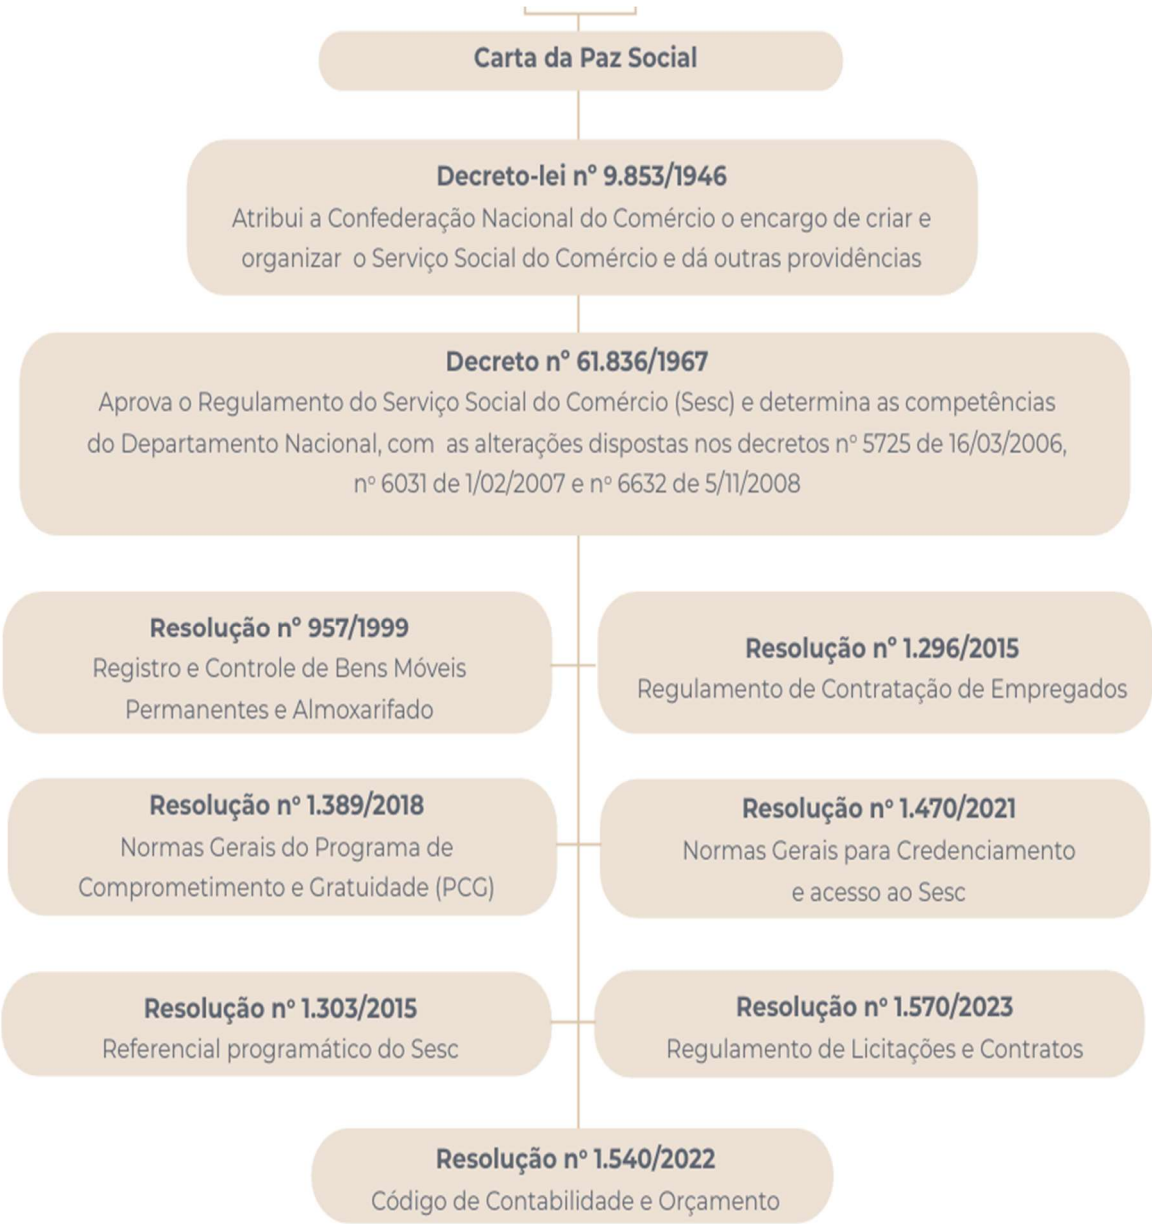 Carta da Paz Social
Decreto-lei nº 9.853/1946
Atribui a Confederação Nacional do Comércio o encargo de criar e
organizar o Serviço Social do Comércio e dá outras providências
Decreto nº 61.836/1967
Aprova o Regulamento do Serviço Social do Comércio (Sesc) e determina as competências
do Departamento Nacional, com as alterações dispostas nos decretos nº 5725 de 16/03/2006,
nº 6031 de 1/02/2007 e nº 6632 de 5/11/2008
Resolução nº 957/1999
Registro e Controle de Bens Móveis
Permanentes e Almoxarifado
Resolução nº 1.296/2015
Regulamento de Contratação de Empregados
Resolução nº 1.389/2018
Normas Gerais do Programa de
Comprometimento e Gratuidade (PCG)
Resolução nº 1.470/2021
Normas Gerais para Credenciamento
e acesso ao Sesc
Resolução nº 1.303/2015
Referencial programático do Sesc
Resolução nº 1.570/2023
Regulamento de Licitações e Contratos
Resolução nº 1.540/2022
Código de Contabilidade e Orçamento